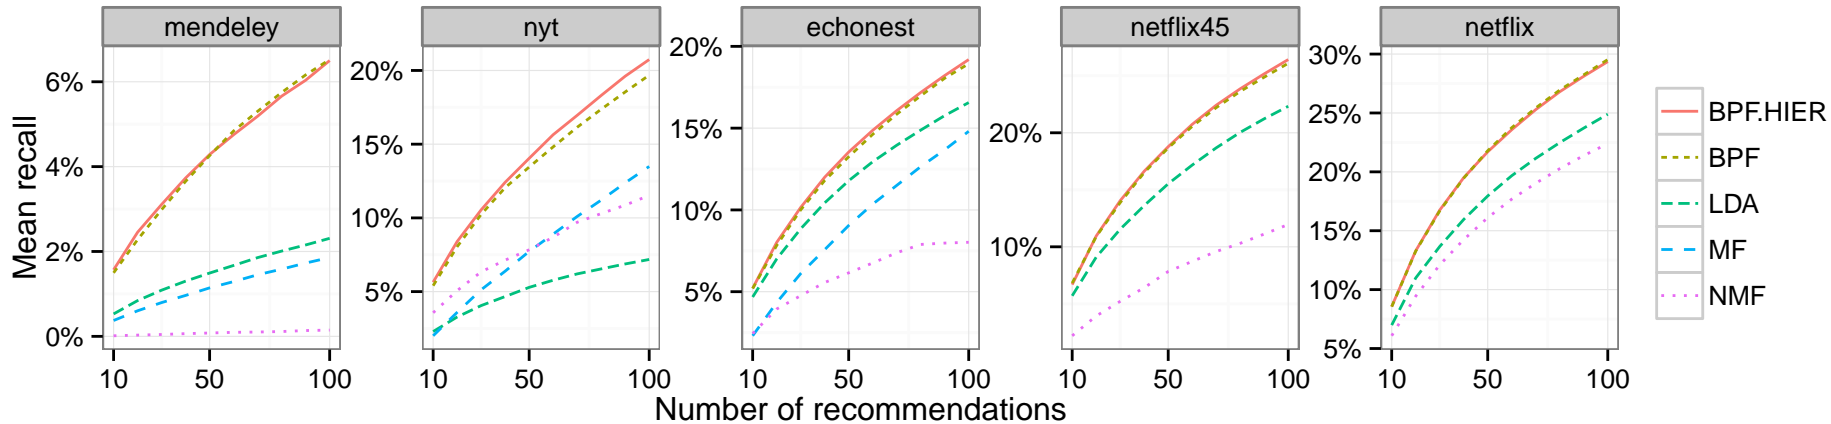 mendeley nyt echonest netflix45 netflix
Mean recall
6%
4%
2%
0%
10 50 100
20%
15%
10%
5%
10 50 100
20%
15%
10%
5%
10 50 100
20%
10%
10 50 100
30%
25%
20%
15%
10%
5%
10 50 100
Number of recommendations
BPF.HIER
BPF
LDA
MF
NMF